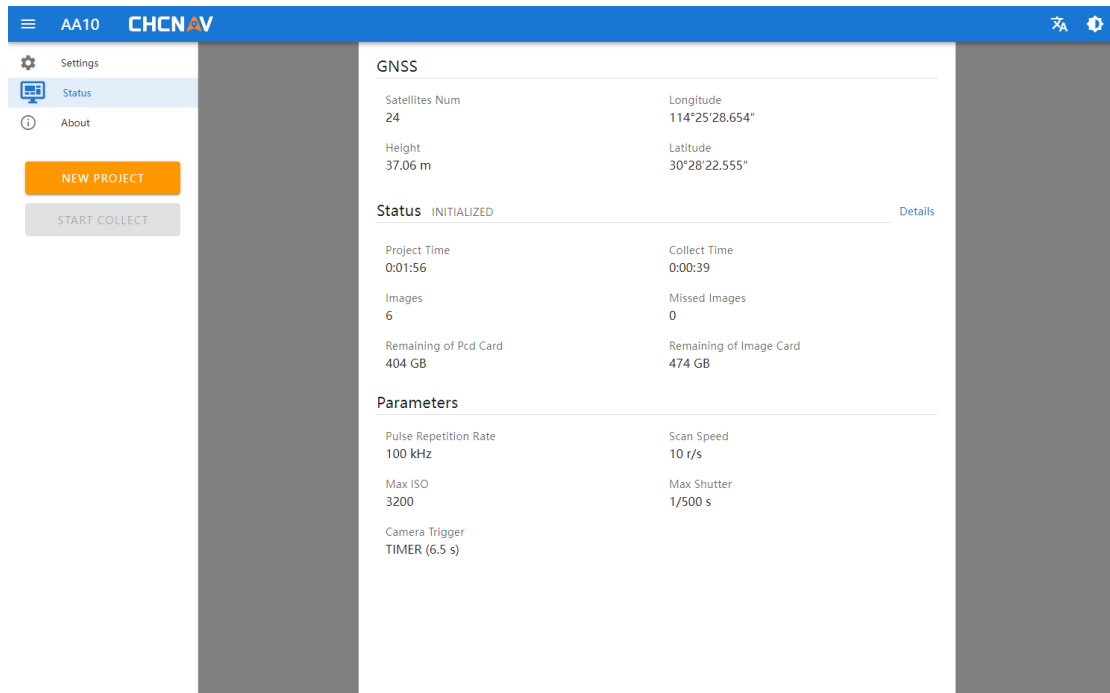 AA10 CHCNAV
Settings
Status
About
NEW PROJECT
START COLLECT
GNSS
Satellites Num Longitude
24 114°25'28.654"
Height Latitude
37.06 m 30°28'22.555"
Status INITIALIZED Details
Project Time Collect Time
0:01:56 0:00:39
Images Missed Images
6 0
Remaining of Pcd Card Remaining of Image Card
404 GB 474 GB
Parameters
Pulse Repetition Rate Scan Speed
100 kHz 10 r/s
Max ISO Max Shutter
3200 1/500 s
Camera Trigger
TIMER (6.5 s)